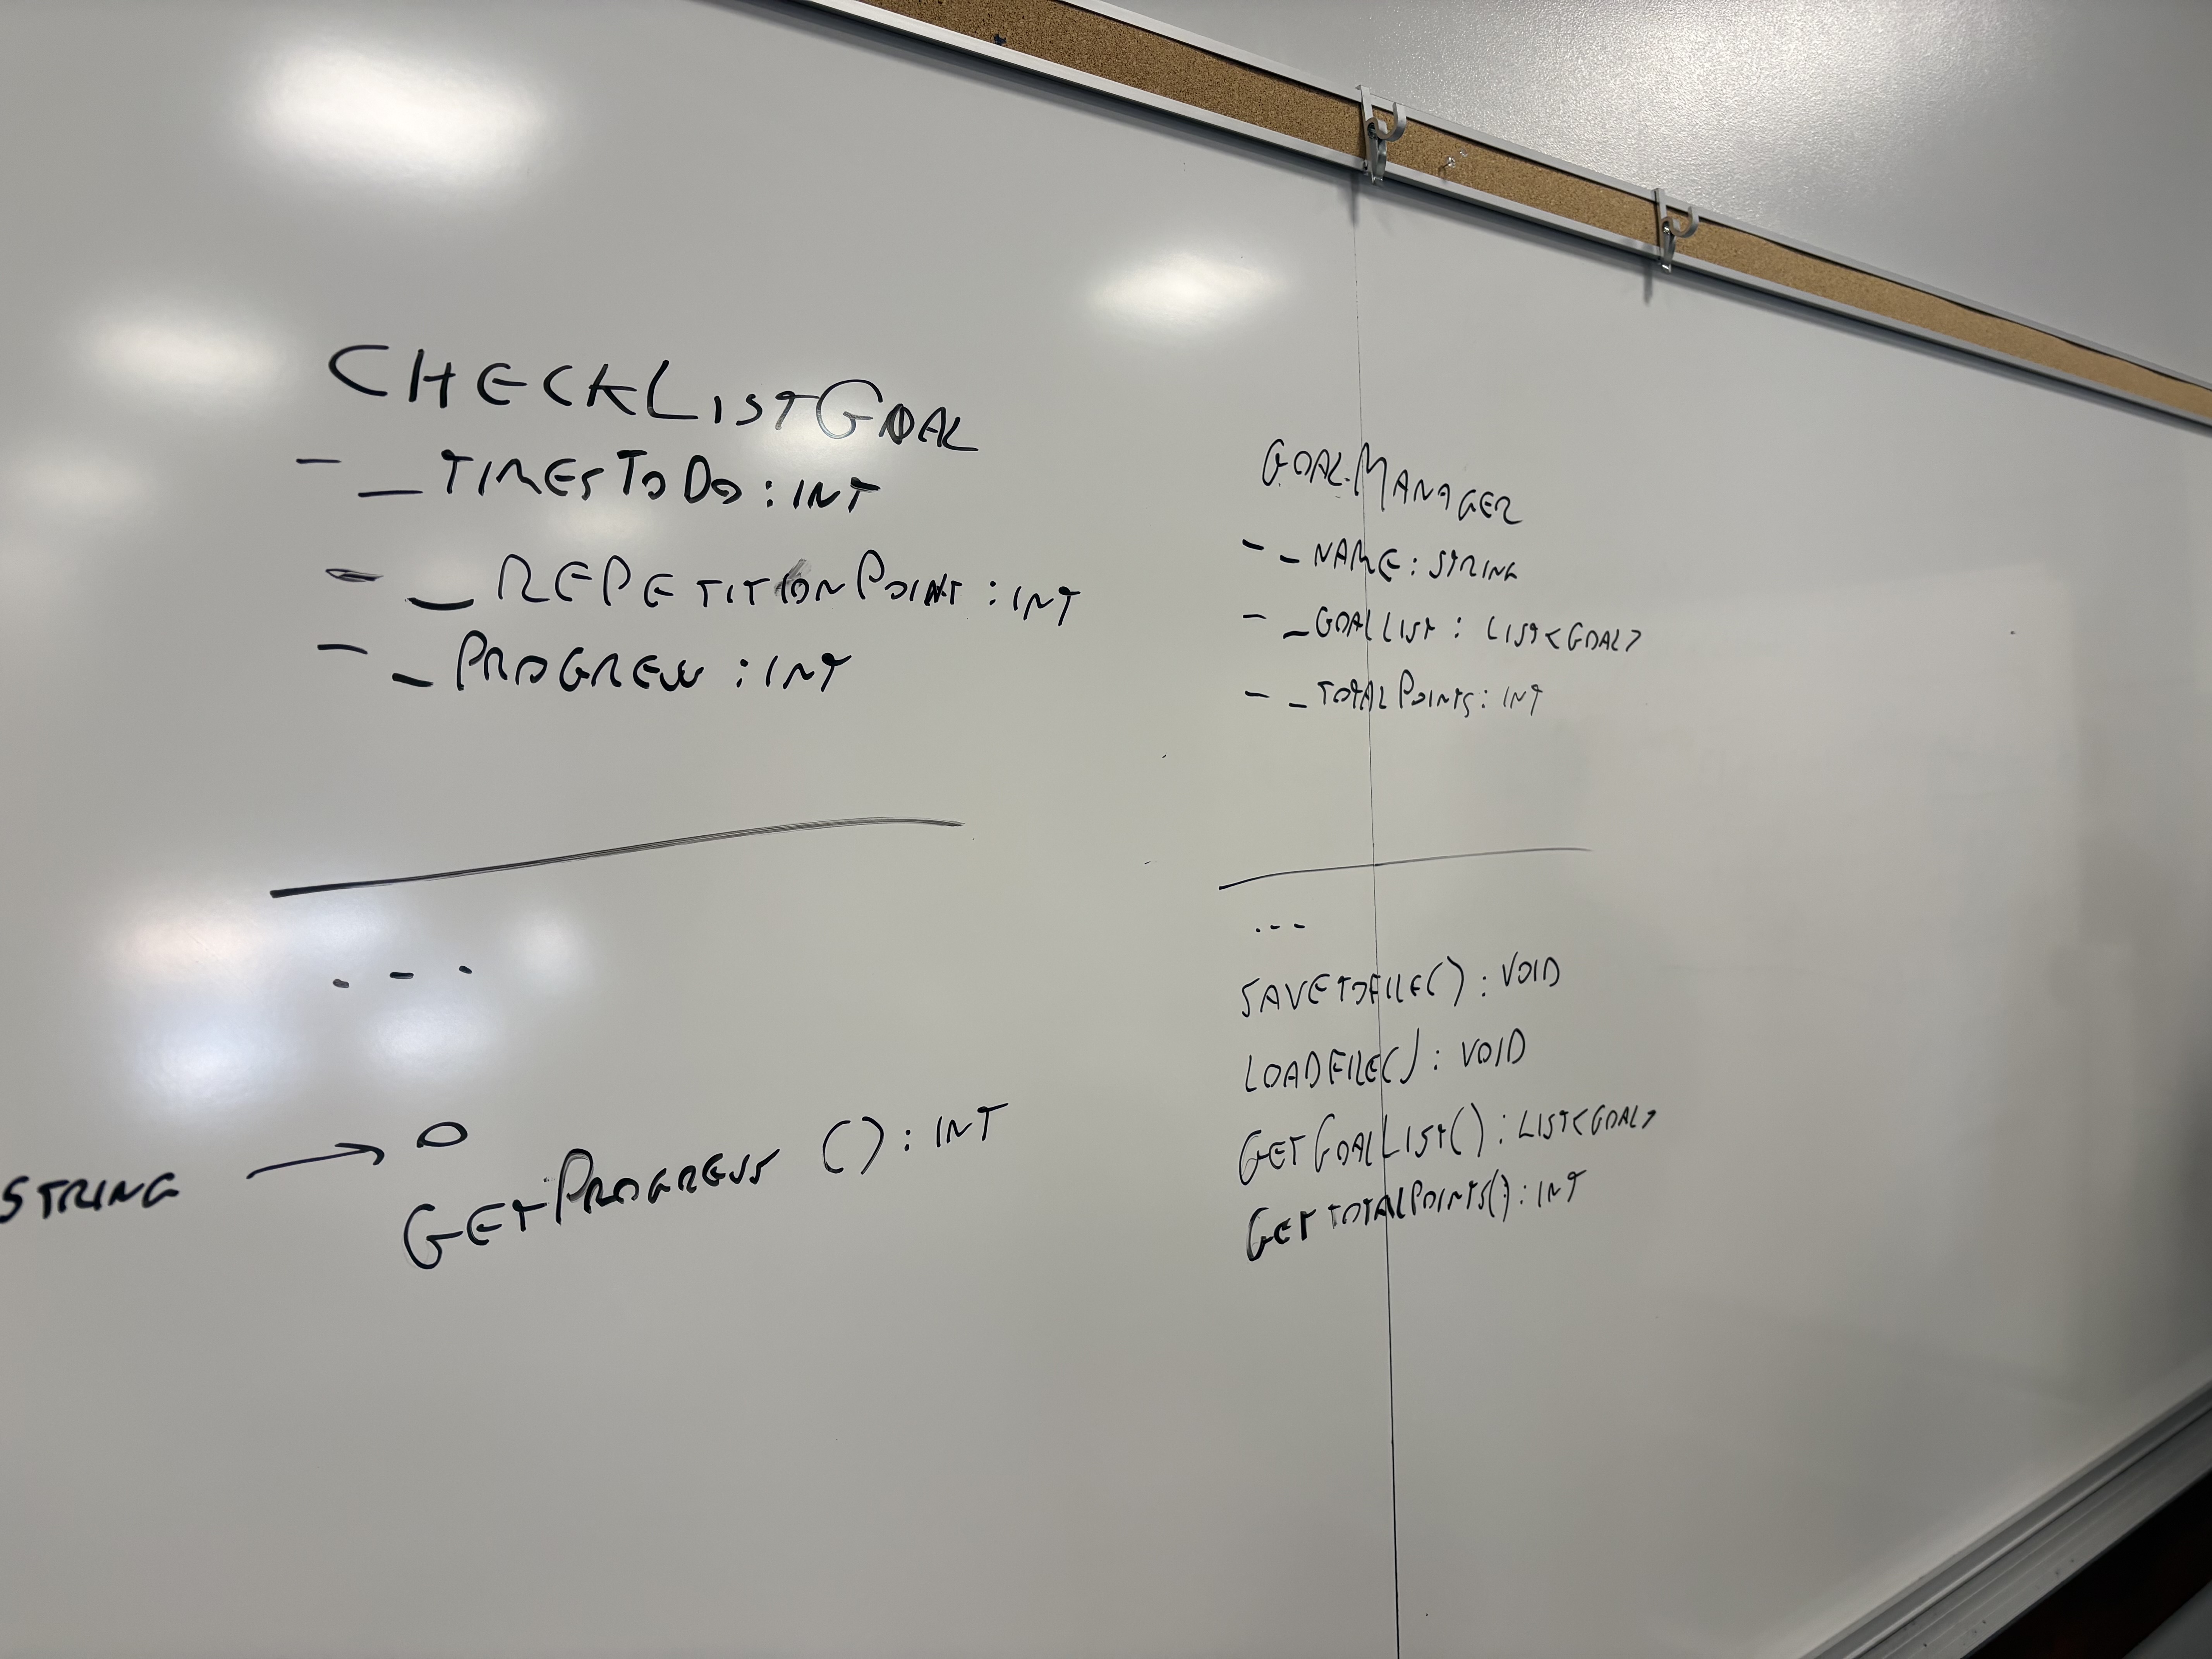 CHECKLISTGOAL
- _TIMESTODO : INT
- _REPETITIONPOINT : INT
- _PROGRESS : INT
...
STRING →
GETPROGRESS () : INT
GOALMANAGER
- _NAME : STRING
- _GOALLIST : LIST<GOAL>
- _TOTALPOINTS : INT
...
SAVETOFILE() : VOID
LOADFILE() : VOID
GETGOALLIST() : LIST<GOAL>
GETTOTALPOINTS() : INT